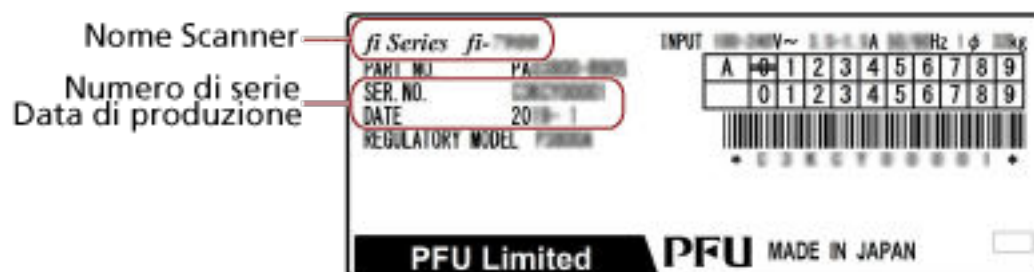 Nome Scanner
Numero di serie
Data di produzione
fi Series fi-
PART NO PA
SER. NO.
DATE 20
REGULATORY MODEL
INPUT V~ A Hz 1ϕ kg
A 0 1 2 3 4 5 6 7 8 9
0 1 2 3 4 5 6 7 8 9
PFU Limited
PFU MADE IN JAPAN